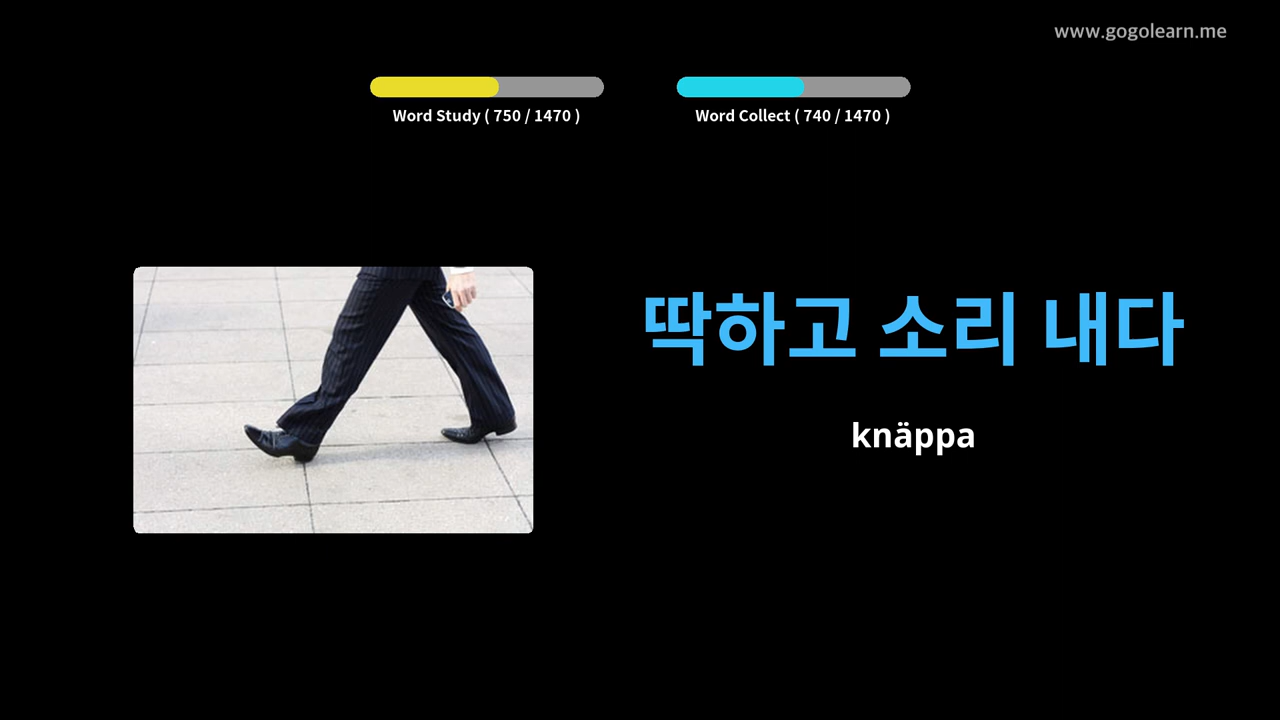 www.gogolearn.me
Word Study ( 750 / 1470 )
Word Collect ( 740 / 1470 )
딱하고 소리 내다
knäppa